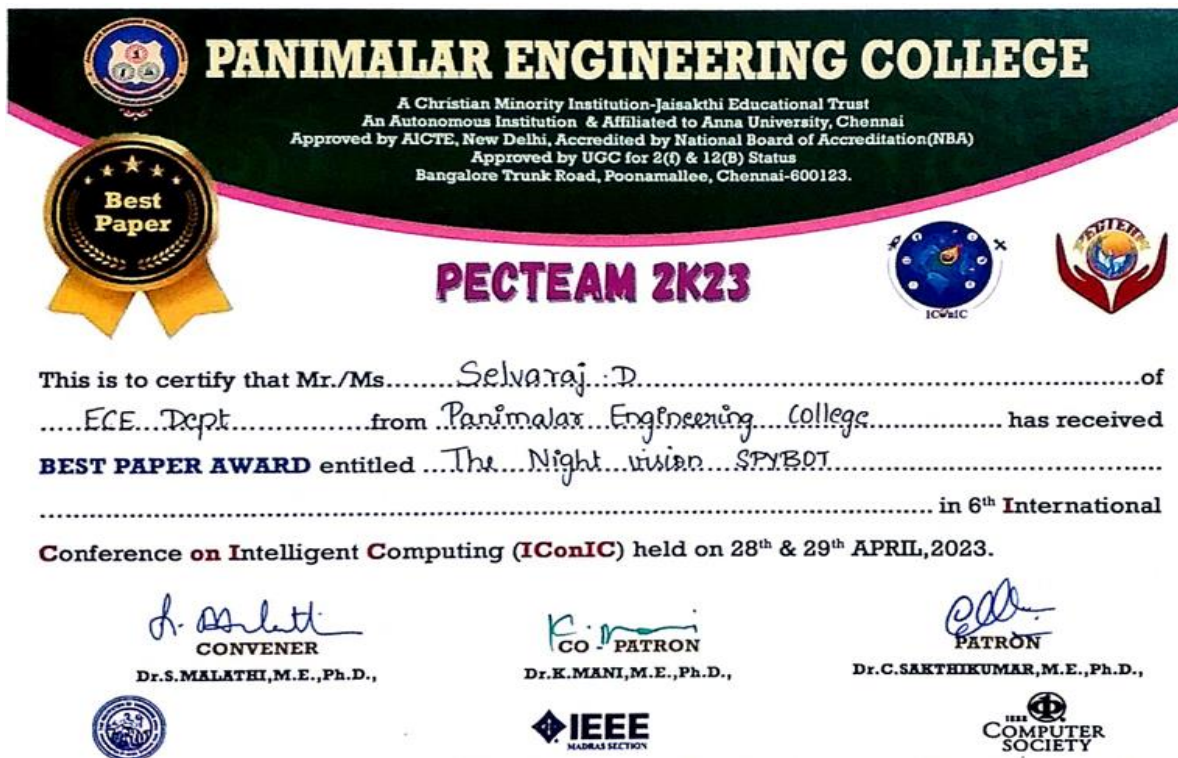 PANIMALAR ENGINEERING COLLEGE
A Christian Minority Institution-Jaisakthi Educational Trust
An Autonomous Institution & Affiliated to Anna University, Chennai
Approved by AICTE, New Delhi, Accredited by National Board of Accreditation(NBA)
Approved by UGC for 2(f) & 12(B) Status
Bangalore Trunk Road, Poonamallee, Chennai-600123.
Best
Paper
PECTEAM 2K23
IConIC
This is to certify that Mr./Ms........Selvaraj.D..........of
.....ECE Dept..........from Panimalar Engineering College.......... has received
BEST PAPER AWARD entitled ...The Night vision SPYBOT..........
.......... in 6th International
Conference on Intelligent Computing (IConIC) held on 28th & 29th APRIL,2023.
CONVENER
Dr.S.MALATHI,M.E.,Ph.D.,
K. Mani
CO - PATRON
Dr.K.MANI,M.E.,Ph.D.,
PATRON
Dr.C.SAKTHIKUMAR,M.E.,Ph.D.,
IEEE
MADRAS SECTION
IEEE
COMPUTER
SOCIETY